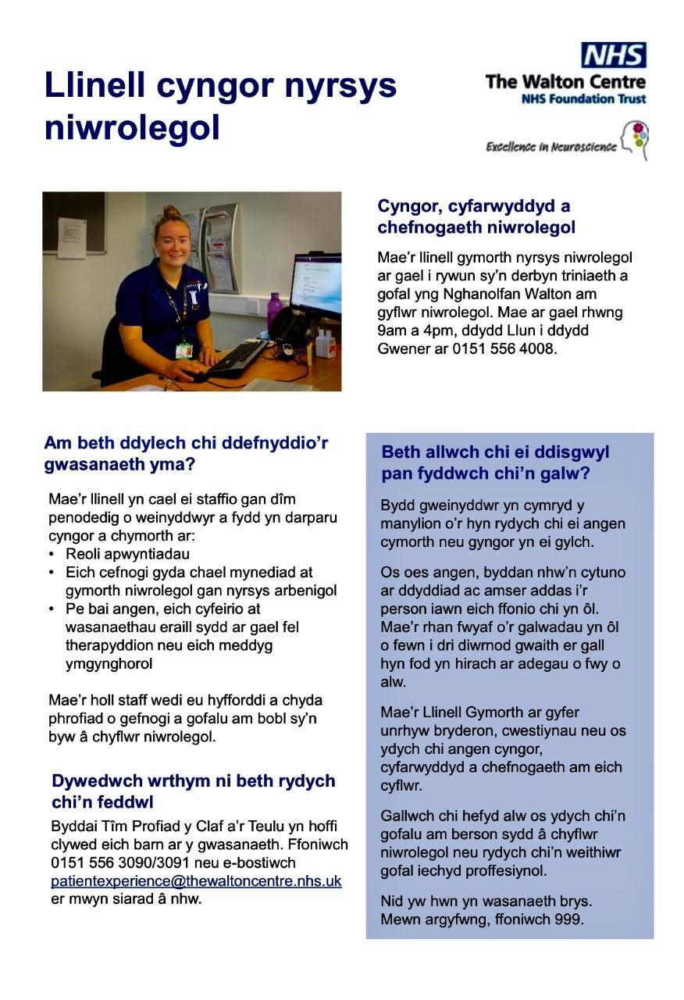 Llinell cyngor nyrsys
niwrolegol
NHS
The Walton Centre
NHS Foundation Trust
Excellence in Neuroscience
Cyngor, cyfarwyddyd a
chefnogaeth niwrolegol
Mae’r llinell gymorth nyrsys niwrolegol
ar gael i rywun sy’n derbyn triniaeth a
gofal yng Nghanolfan Walton am
gyflwr niwrolegol. Mae ar gael rhwng
9am a 4pm, ddydd Llun i ddydd
Gwener ar 0151 556 4008.
Am beth ddylech chi ddefnyddio’r
gwasanaeth yma?
Mae’r llinell yn cael ei staffio gan dîm
penodedig o weinyddwyr a fydd yn darparu
cyngor a chymorth ar:
• Reoli apwyntiadau
• Eich cefnogi gyda chael mynediad at
gymorth niwrolegol gan nyrsys arbenigol
• Pe bai angen, eich cyfeirio at
wasanaethau eraill sydd ar gael fel
therapyddion neu eich meddyg
ymgynghorol
Mae’r holl staff wedi eu hyfforddi a chyda
phrofiad o gefnogi a gofalu am bobl sy’n
byw â chyflwr niwrolegol.
Dywedwch wrthym ni beth rydych
chi’n feddwl
Byddai Tîm Profiad y Claf a’r Teulu yn hoffi
clywed eich barn ar y gwasanaeth. Ffoniwch
0151 556 3090/3091 neu e-bostiwch
patientexperience@thewaltoncentre.nhs.uk
er mwyn siarad â nhw.
Beth allwch chi ei ddisgwyl
pan fyddwch chi’n galw?
Bydd gweinyddwr yn cymryd y
manylion o’r hyn rydych chi ei angen
cymorth neu gyngor yn ei gylch.
Os oes angen, byddan nhw’n cytuno
ar ddyddiad ac amser addas i’r
person iawn eich ffonio chi yn ôl.
Mae’r rhan fwyaf o’r galwadau yn ôl
o fewn i dri diwrnod gwaith er gall
hyn fod yn hirach ar adegau o fwy o
alw.
Mae’r Llinell Gymorth ar gyfer
unrhyw bryderon, cwestiynau neu os
ydych chi angen cyngor,
cyfarwyddyd a chefnogaeth am eich
cyflwr.
Gallwch chi hefyd alw os ydych chi’n
gofalu am berson sydd â chyflwr
niwrolegol neu rydych chi’n weithiwr
gofal iechyd proffesiynol.
Nid yw hwn yn wasanaeth brys.
Mewn argyfwng, ffoniwch 999.